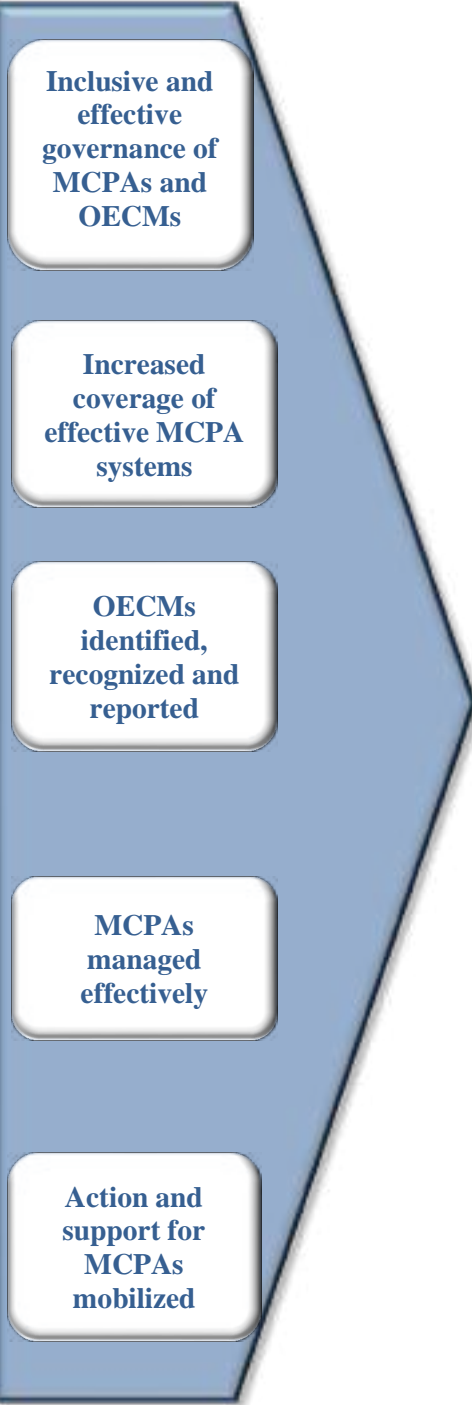 Inclusive and
effective
governance of
MCPAs and
OECMs
Increased
coverage of
effective MCPA
systems
OECMs
identified,
recognized and
reported
MCPAs
managed
effectively
Action and
support for
MCPAs
mobilized